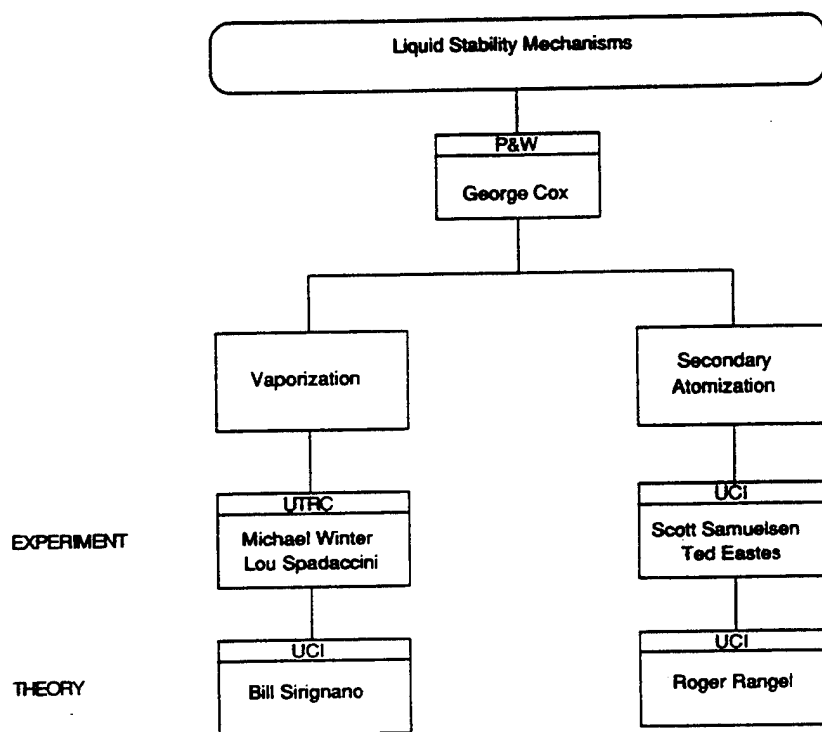 Liquid Stability Mechanisms
P&W
George Cox
Vaporization
Secondary
Atomization
EXPERIMENT
UTRC
Michael Winter
Lou Spadaccini
UCI
Scott Samuelsen
Ted Eastes
THEORY
UCI
Bill Sirignano
UCI
Roger Rangel